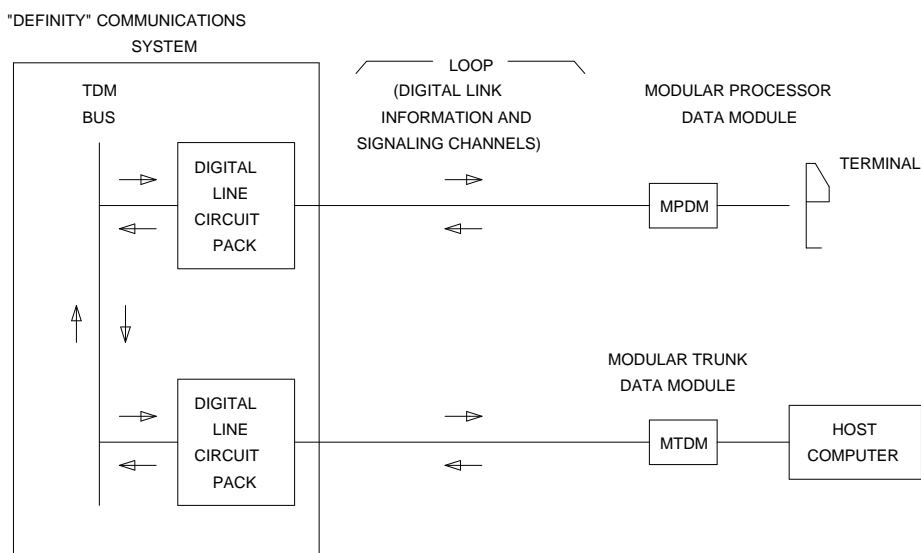 "DEFINITY" COMMUNICATIONS
SYSTEM
TDM
BUS
DIGITAL
LINE
CIRCUIT
PACK
LOOP
(DIGITAL LINK
INFORMATION AND
SIGNALING CHANNELS)
MODULAR PROCESSOR
DATA MODULE
MPDM
TERMINAL
DIGITAL
LINE
CIRCUIT
PACK
MODULAR TRUNK
DATA MODULE
MTDM
HOST
COMPUTER